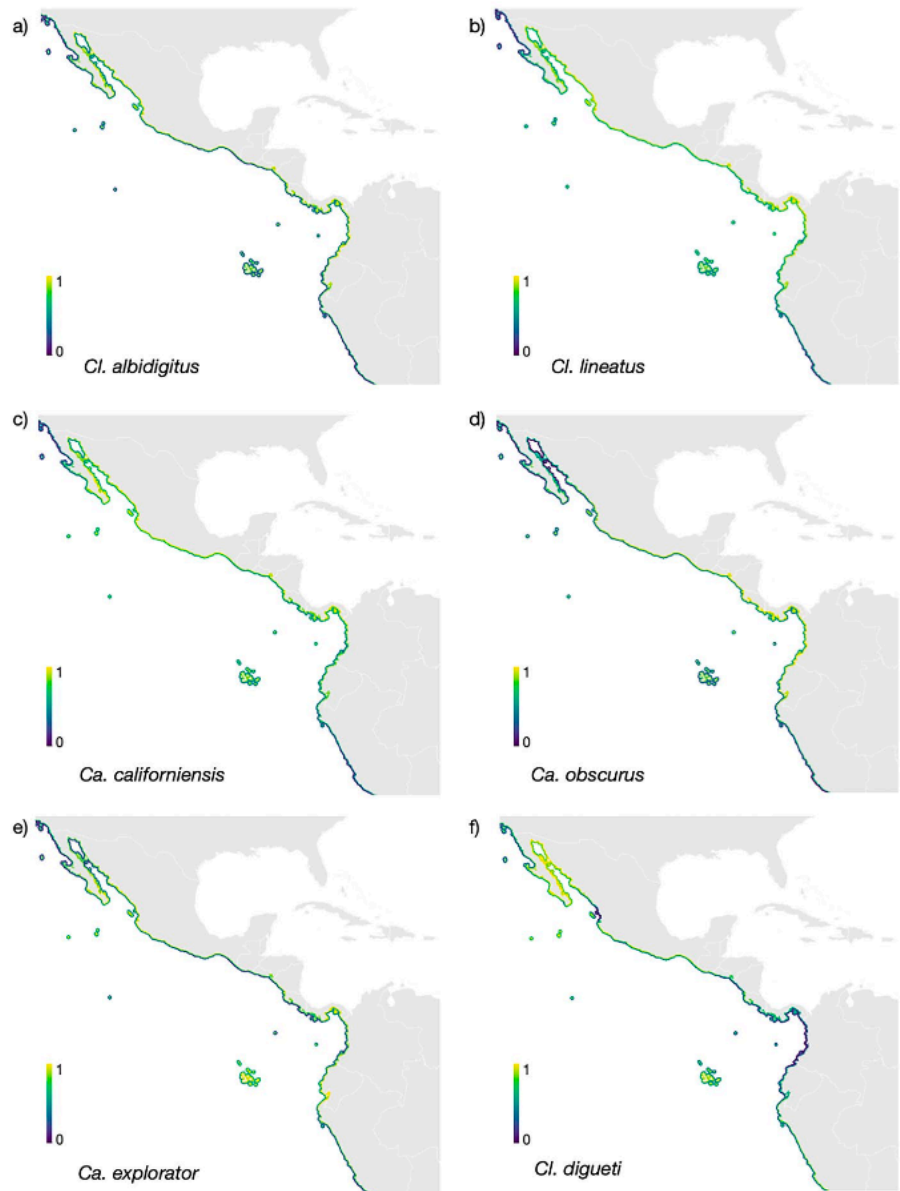 a)
1
0
Cl. albidigitus
b)
1
0
Cl. lineatus
c)
1
0
Ca. californiensis
d)
1
0
Ca. obscurus
e)
1
0
Ca. explorator
f)
1
0
Cl. digueti